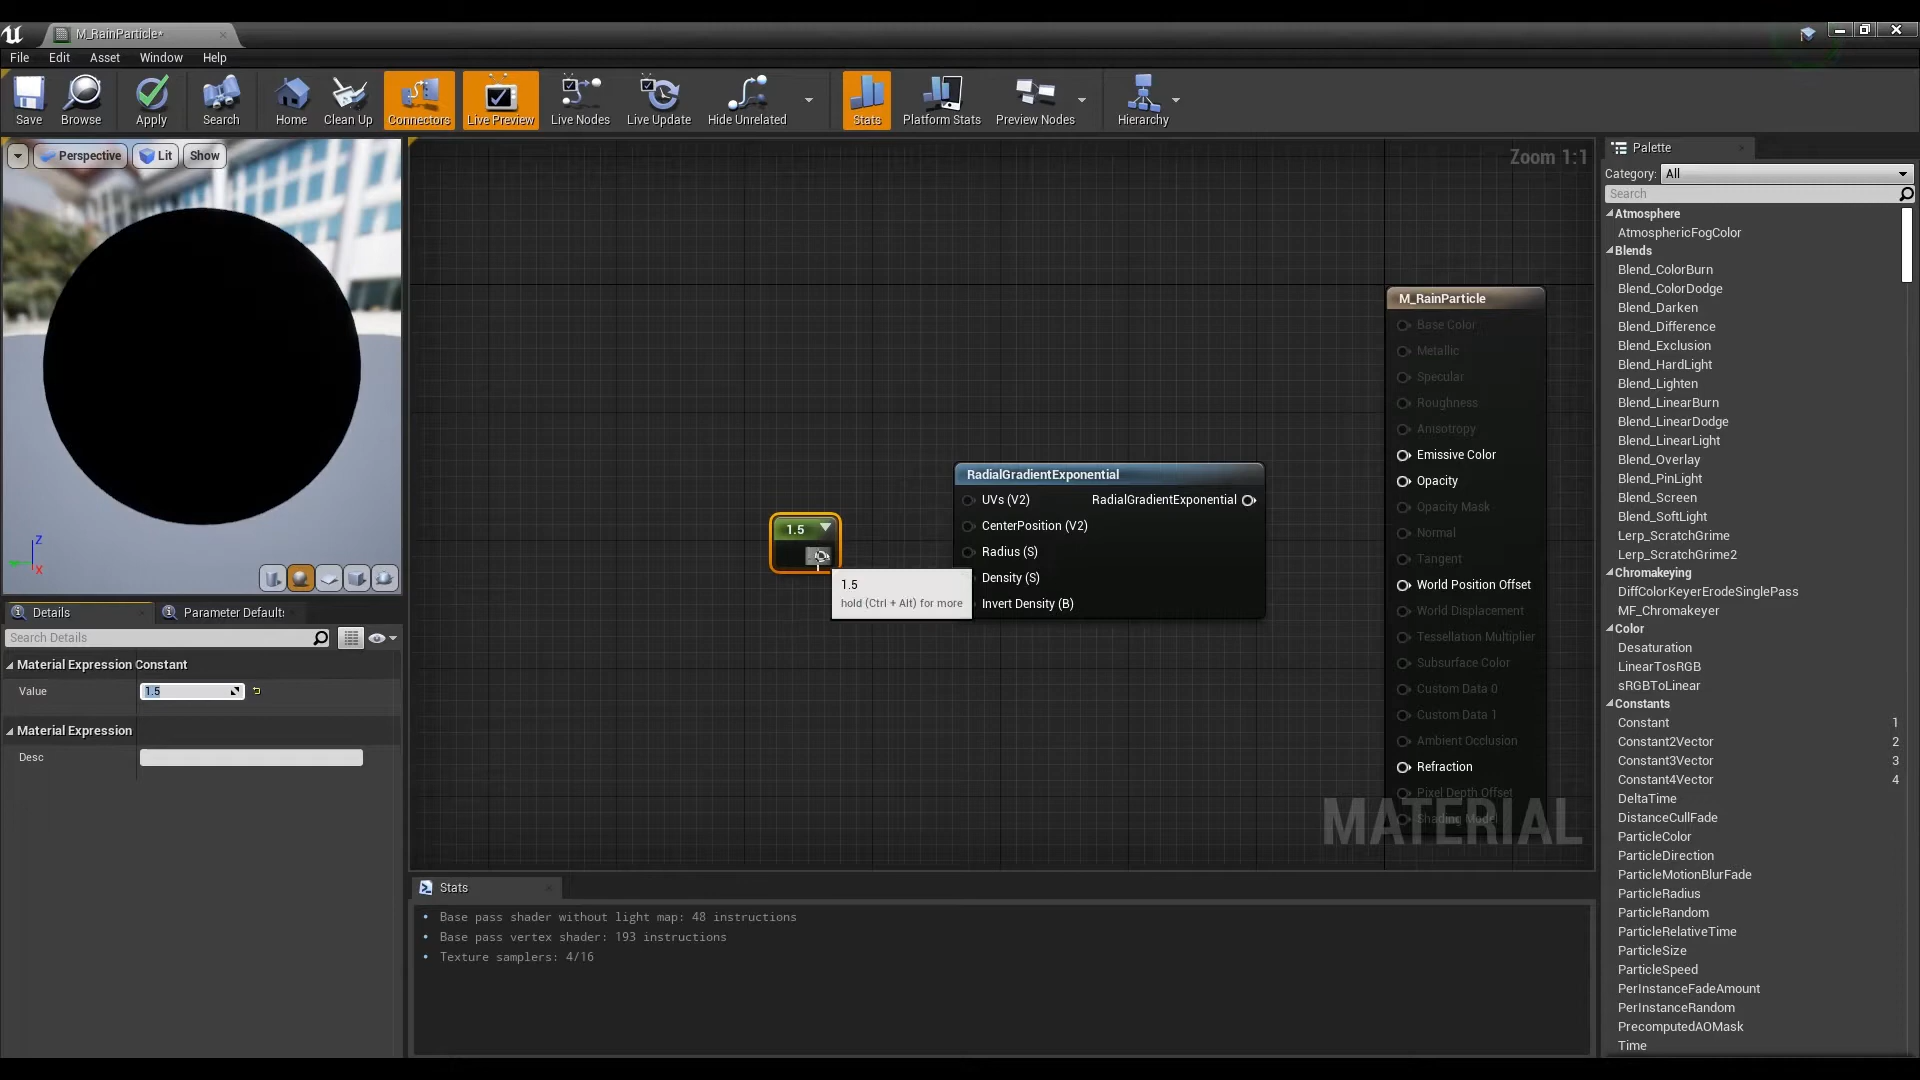 M_RainParticle*
File Edit Asset Window Help
Save Browse Apply Search Home Clean Up Connectors Live Preview Live Nodes Live Update Hide Unrelated Stats Platform Stats Preview Nodes Hierarchy
Perspective Lit Show
Z
X
Details
Parameter Default
Search Details
Material Expression Constant
Value 1.5
Material Expression
Desc
Zoom 1:1
1.5
1.5
hold (Ctrl + Alt) for more
RadialGradientExponential
UVs (V2) RadialGradientExponential
CenterPosition (V2)
Radius (S)
Density (S)
Invert Density (B)
M_RainParticle
Base Color
Metallic
Specular
Roughness
Anisotropy
Emissive Color
Opacity
Opacity Mask
Normal
Tangent
World Position Offset
World Displacement
Tessellation Multiplier
Subsurface Color
Custom Data 0
Custom Data 1
Ambient Occlusion
Refraction
Pixel Depth Offset
Shading Model
MATERIAL
Stats
Base pass shader without light map: 48 instructions
Base pass vertex shader: 193 instructions
Texture samplers: 4/16
Palette
Category: All
Search
Atmosphere
AtmosphericFogColor
Blends
Blend_ColorBurn
Blend_ColorDodge
Blend_Darken
Blend_Difference
Blend_Exclusion
Blend_HardLight
Blend_Lighten
Blend_LinearBurn
Blend_LinearDodge
Blend_LinearLight
Blend_Overlay
Blend_PinLight
Blend_Screen
Blend_SoftLight
Lerp_ScratchGrime
Lerp_ScratchGrime2
Chromakeying
DiffColorKeyerErodeSinglePass
MF_Chromakeyer
Color
Desaturation
LinearTosRGB
sRGBToLinear
Constants
Constant 1
Constant2Vector 2
Constant3Vector 3
Constant4Vector 4
DeltaTime
DistanceCullFade
ParticleColor
ParticleDirection
ParticleMotionBlurFade
ParticleRadius
ParticleRandom
ParticleRelativeTime
ParticleSize
ParticleSpeed
PerInstanceFadeAmount
PerInstanceRandom
PrecomputedAOMask
Time